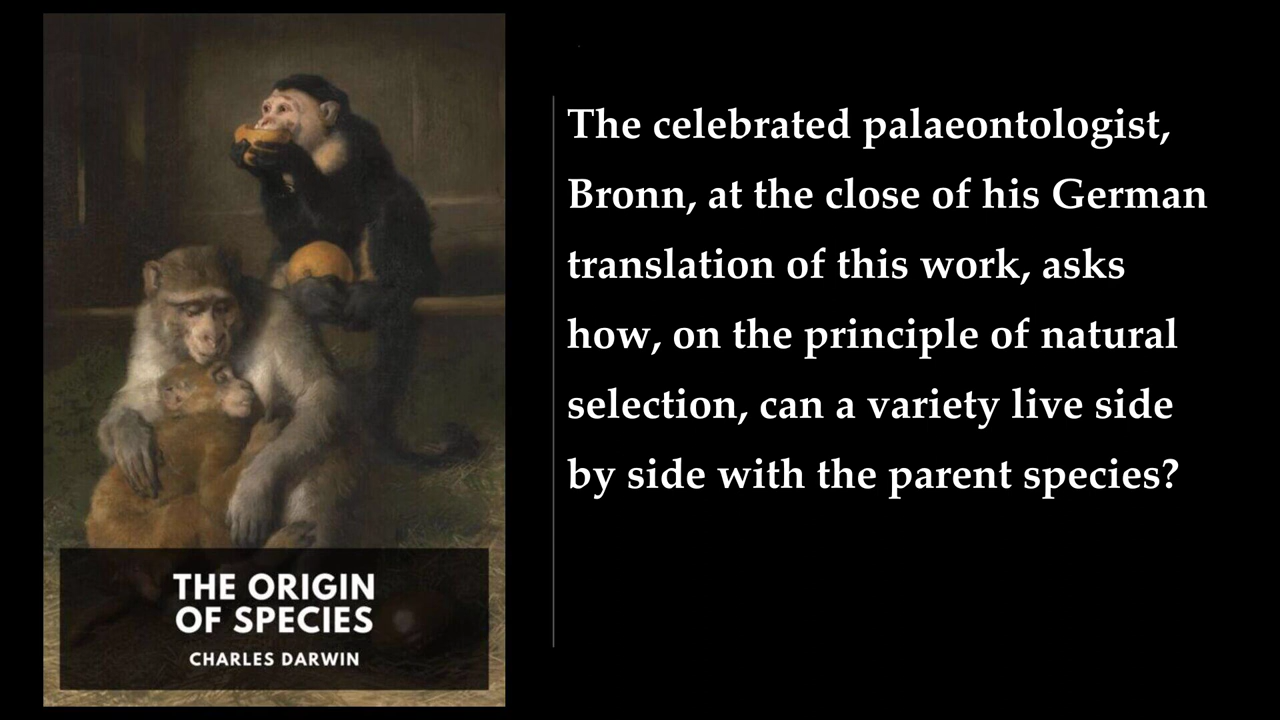 THE ORIGIN
OF SPECIES
CHARLES DARWIN
The celebrated palaeontologist,
Bronn, at the close of his German
translation of this work, asks
how, on the principle of natural
selection, can a variety live side
by side with the parent species?